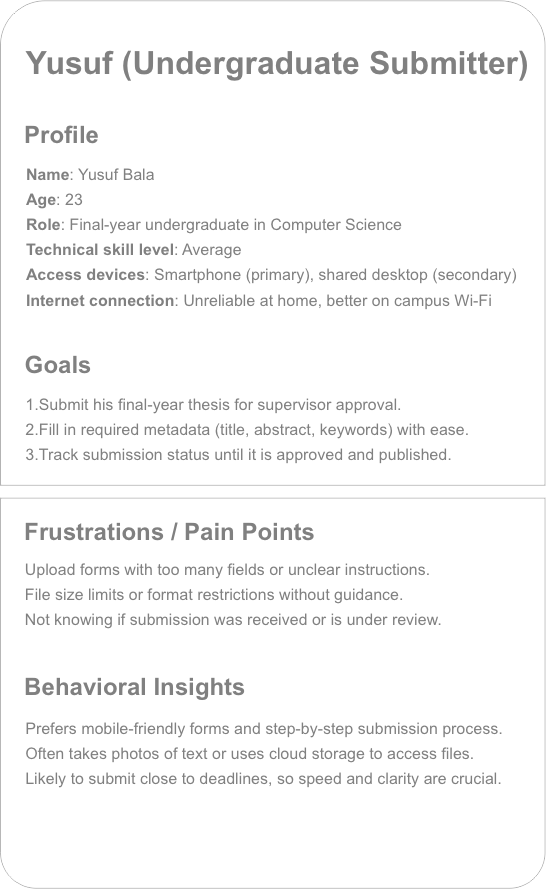 Yusuf (Undergraduate Submitter)
Profile
Name: Yusuf Bala
Age: 23
Role: Final-year undergraduate in Computer Science
Technical skill level: Average
Access devices: Smartphone (primary), shared desktop (secondary)
Internet connection: Unreliable at home, better on campus Wi-Fi
Goals
1.Submit his final-year thesis for supervisor approval.
2.Fill in required metadata (title, abstract, keywords) with ease.
3.Track submission status until it is approved and published.
Frustrations / Pain Points
Upload forms with too many fields or unclear instructions.
File size limits or format restrictions without guidance.
Not knowing if submission was received or is under review.
Behavioral Insights
Prefers mobile-friendly forms and step-by-step submission process.
Often takes photos of text or uses cloud storage to access files.
Likely to submit close to deadlines, so speed and clarity are crucial.